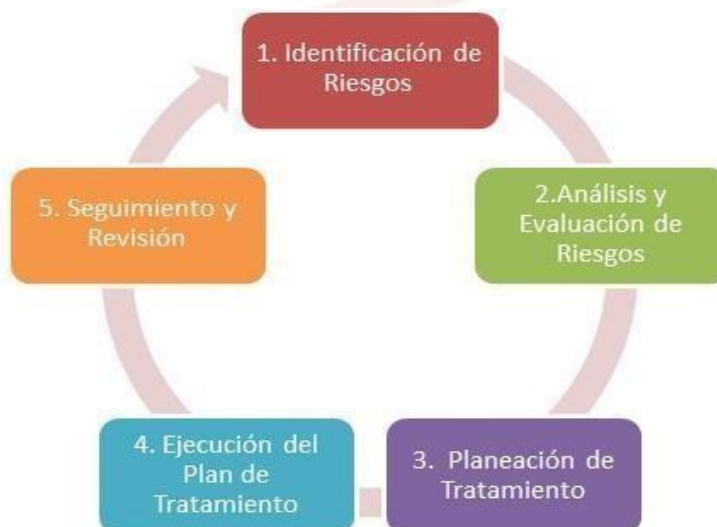 1. Identificación de
Riesgos
2.Análisis y
Evaluación de
Riesgos
3. Planeación de
Tratamiento
4. Ejecución del
Plan de
Tratamiento
5. Seguimiento y
Revisión